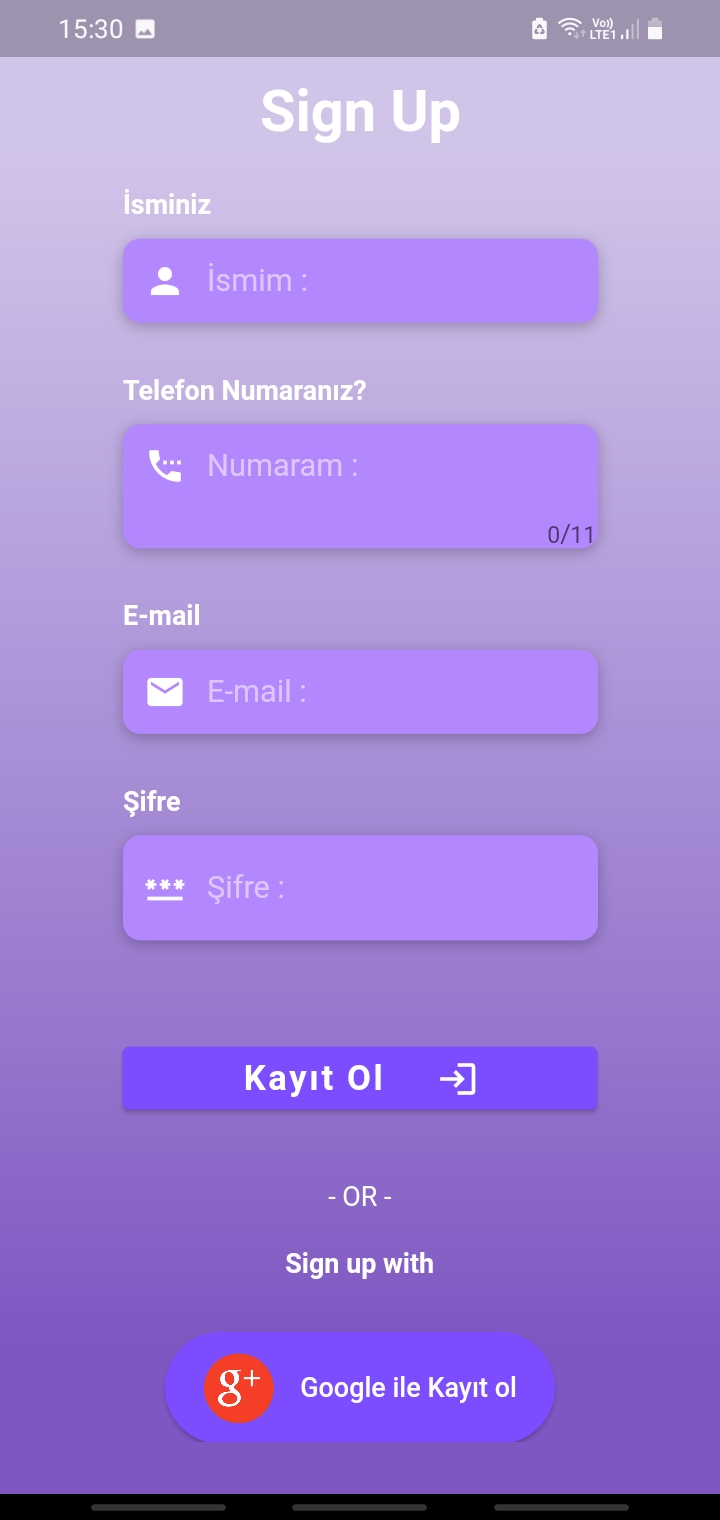 15:30
Vo))
LTE1
Sign Up
İsminiz
İsmim :
Telefon Numaranız?
Numaram :
0/11
E-mail
E-mail :
Şifre
*** Şifre :
Kayıt Ol
- OR -
Sign up with
g+ Google ile Kayıt ol